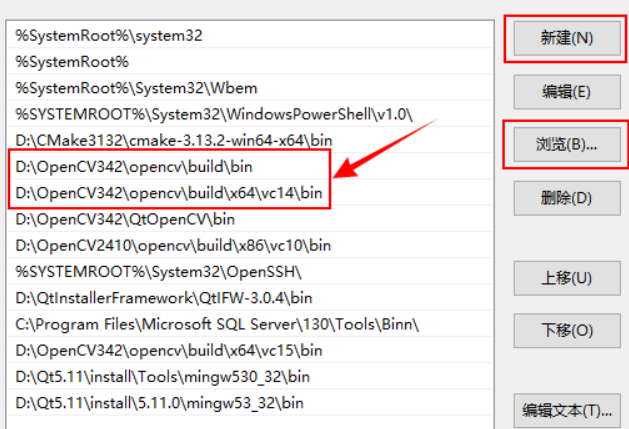 %SystemRoot%\system32
%SystemRoot%
%SystemRoot%\System32\Wbem
%SYSTEMROOT%\System32\WindowsPowerShell\v1.0\
D:\CMake3132\cmake-3.13.2-win64-x64\bin
D:\OpenCV342\opencv\build\bin
D:\OpenCV342\opencv\build\x64\vc14\bin
D:\OpenCV342\QtOpenCV\bin
D:\OpenCV2410\opencv\build\x86\vc10\bin
%SYSTEMROOT%\System32\OpenSSH\
D:\QtInstallerFramework\QtIFW-3.0.4\bin
C:\Program Files\Microsoft SQL Server\130\Tools\Binn\
D:\OpenCV342\opencv\build\x64\vc15\bin
D:\Qt5.11\install\Tools\mingw530_32\bin
D:\Qt5.11\install\5.11.0\mingw53_32\bin
新建(N)
编辑(E)
浏览(B)...
删除(D)
上移(U)
下移(O)
编辑文本(T)...